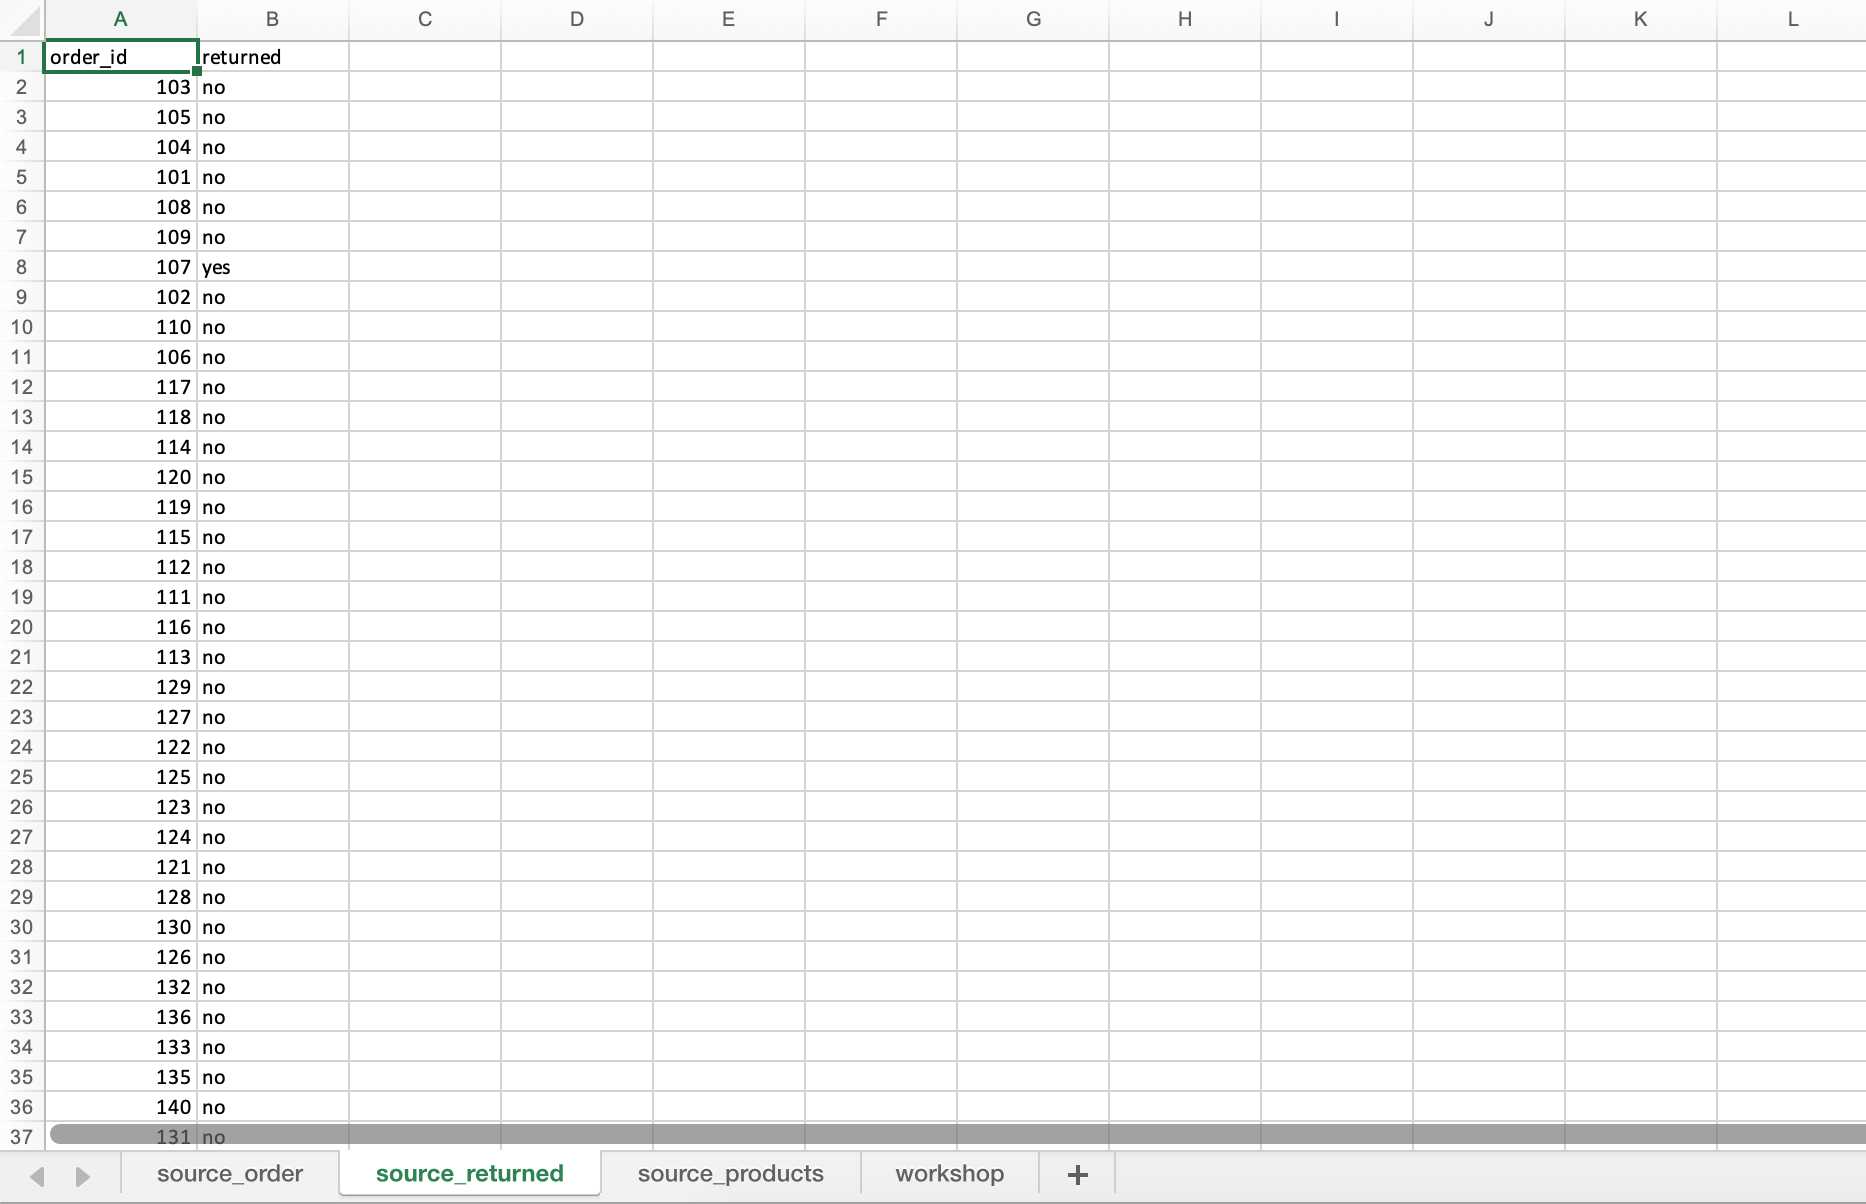 A B C D E F G H I J K L
1 order_id returned
2 103 no
3 105 no
4 104 no
5 101 no
6 108 no
7 109 no
8 107 yes
9 102 no
10 110 no
11 106 no
12 117 no
13 118 no
14 114 no
15 120 no
16 119 no
17 115 no
18 112 no
19 111 no
20 116 no
21 113 no
22 129 no
23 127 no
24 122 no
25 125 no
26 123 no
27 124 no
28 121 no
29 128 no
30 130 no
31 126 no
32 132 no
33 136 no
34 133 no
35 135 no
36 140 no
37 131 no
source_order source_returned source_products workshop +